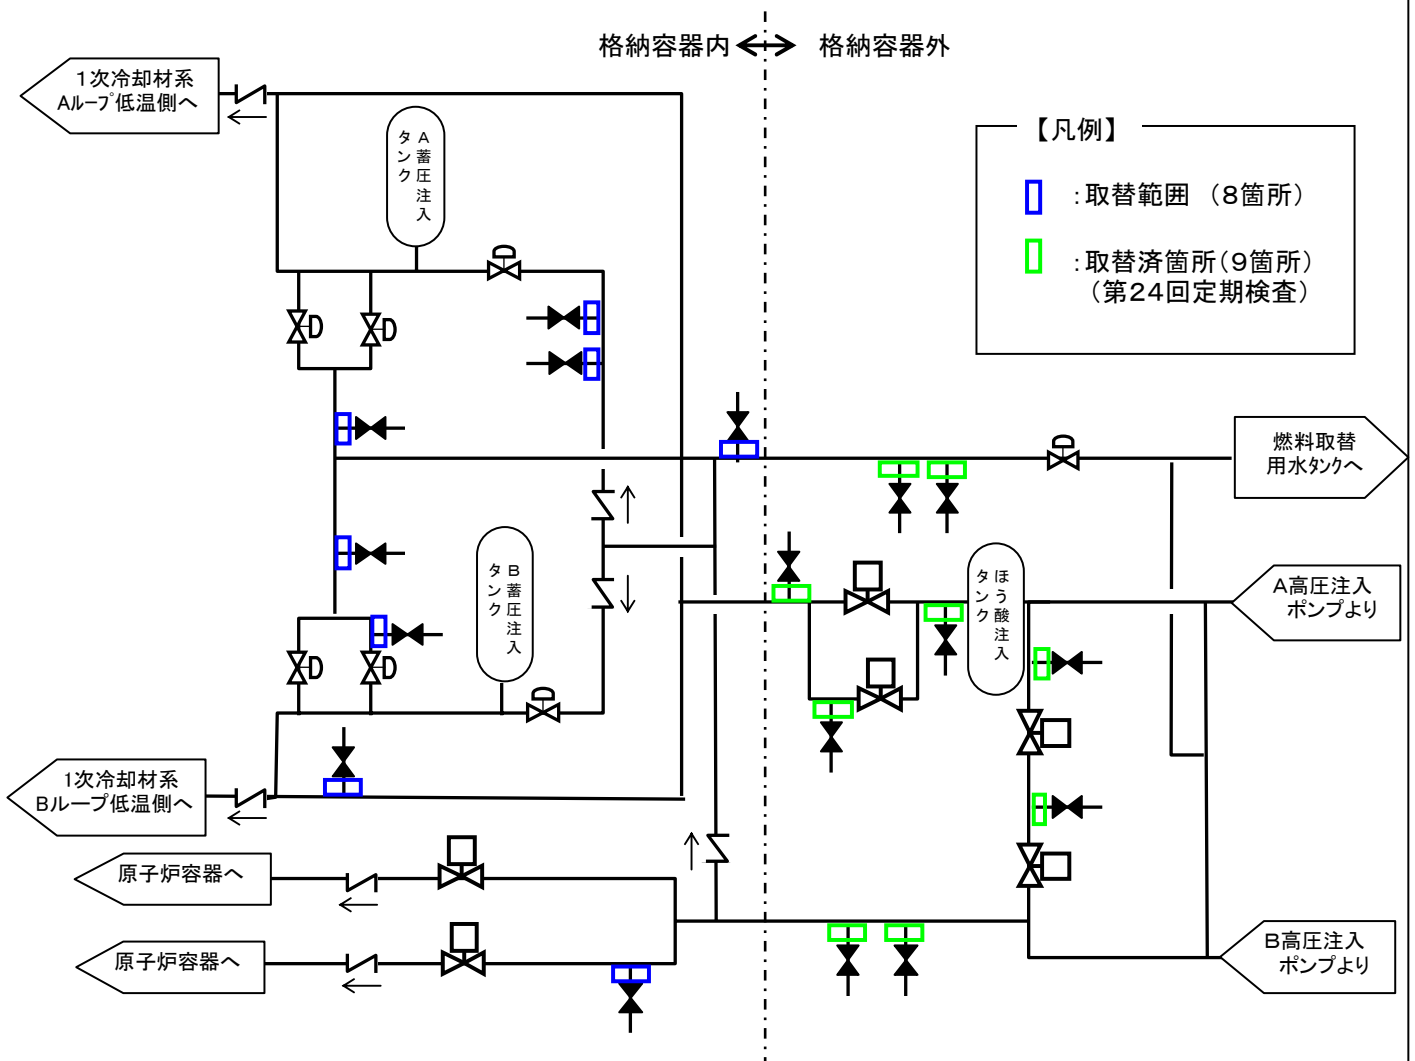 格納容器内
格納容器外
1次冷却材系
Aループ低温側へ
A蓄圧注入
タンク
【凡例】
:取替範囲 (8箇所)
:取替済箇所(9箇所)
(第24回定期検査)
燃料取替
用水タンクへ
B蓄圧注入
タンク
ほう酸注入
タンク
A高圧注入
ポンプより
1次冷却材系
Bループ低温側へ
原子炉容器へ
原子炉容器へ
B高圧注入
ポンプより